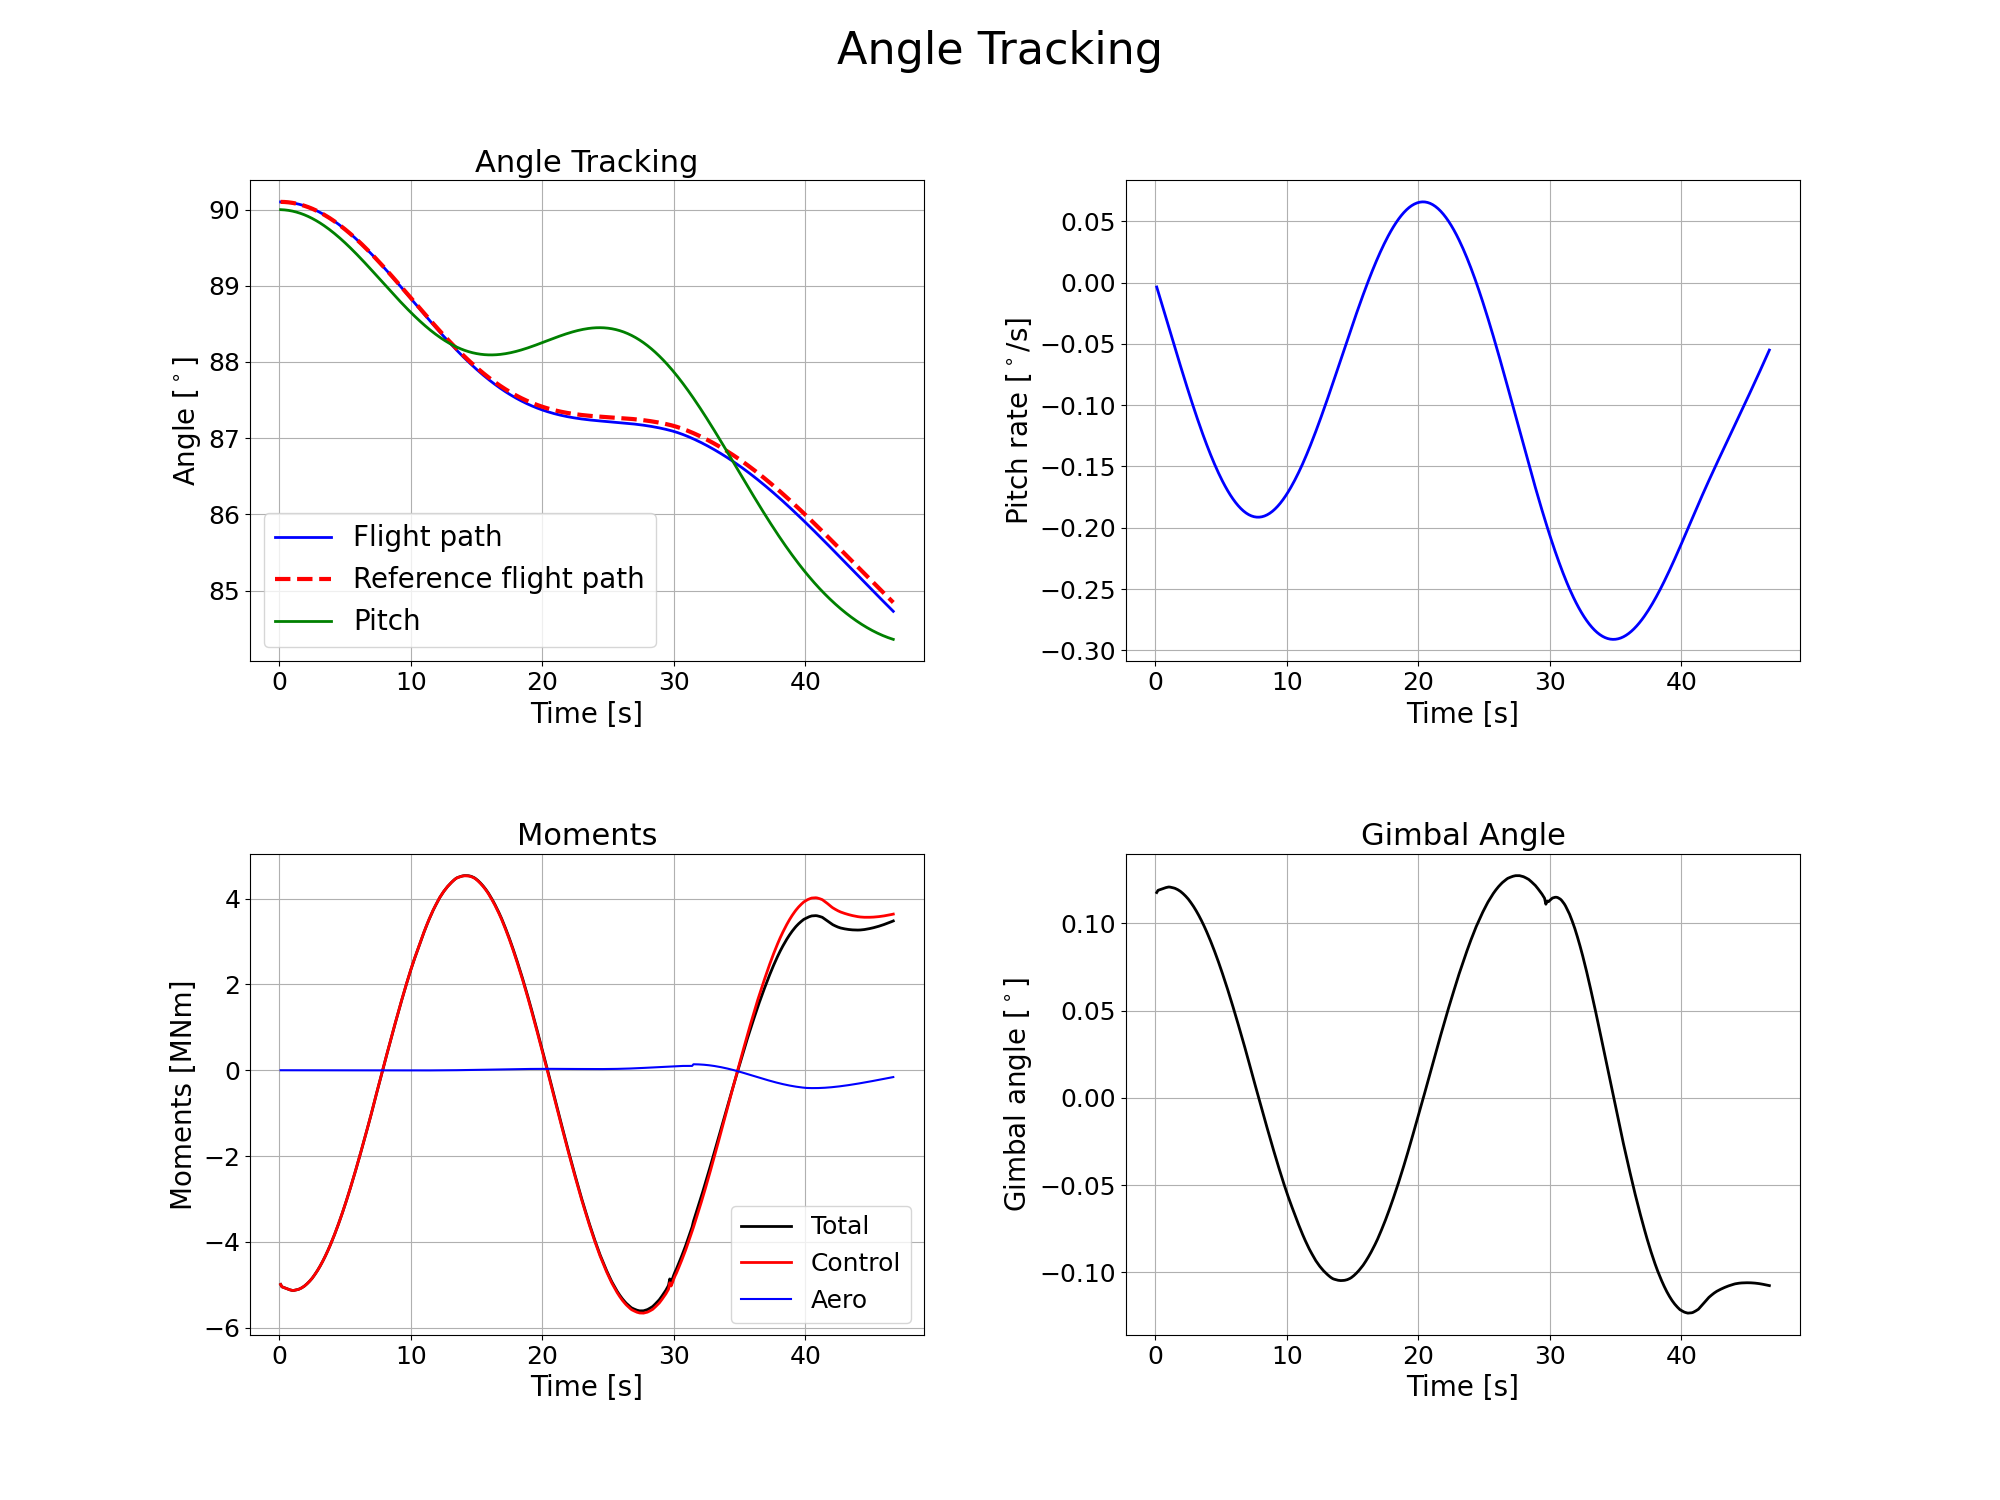 Angle Tracking
Angle Tracking
90
89
88
87
86
85
Angle [°]
Flight path
Reference flight path
Pitch
0 10 20 30 40
Time [s]
0.05
0.00
−0.05
−0.10
−0.15
−0.20
−0.25
−0.30
Pitch rate [°/s]
0 10 20 30 40
Time [s]
Moments
4
2
0
−2
−4
−6
Moments [MNm]
Total
Control
Aero
0 10 20 30 40
Time [s]
Gimbal Angle
0.10
0.05
0.00
−0.05
−0.10
Gimbal angle [°]
0 10 20 30 40
Time [s]